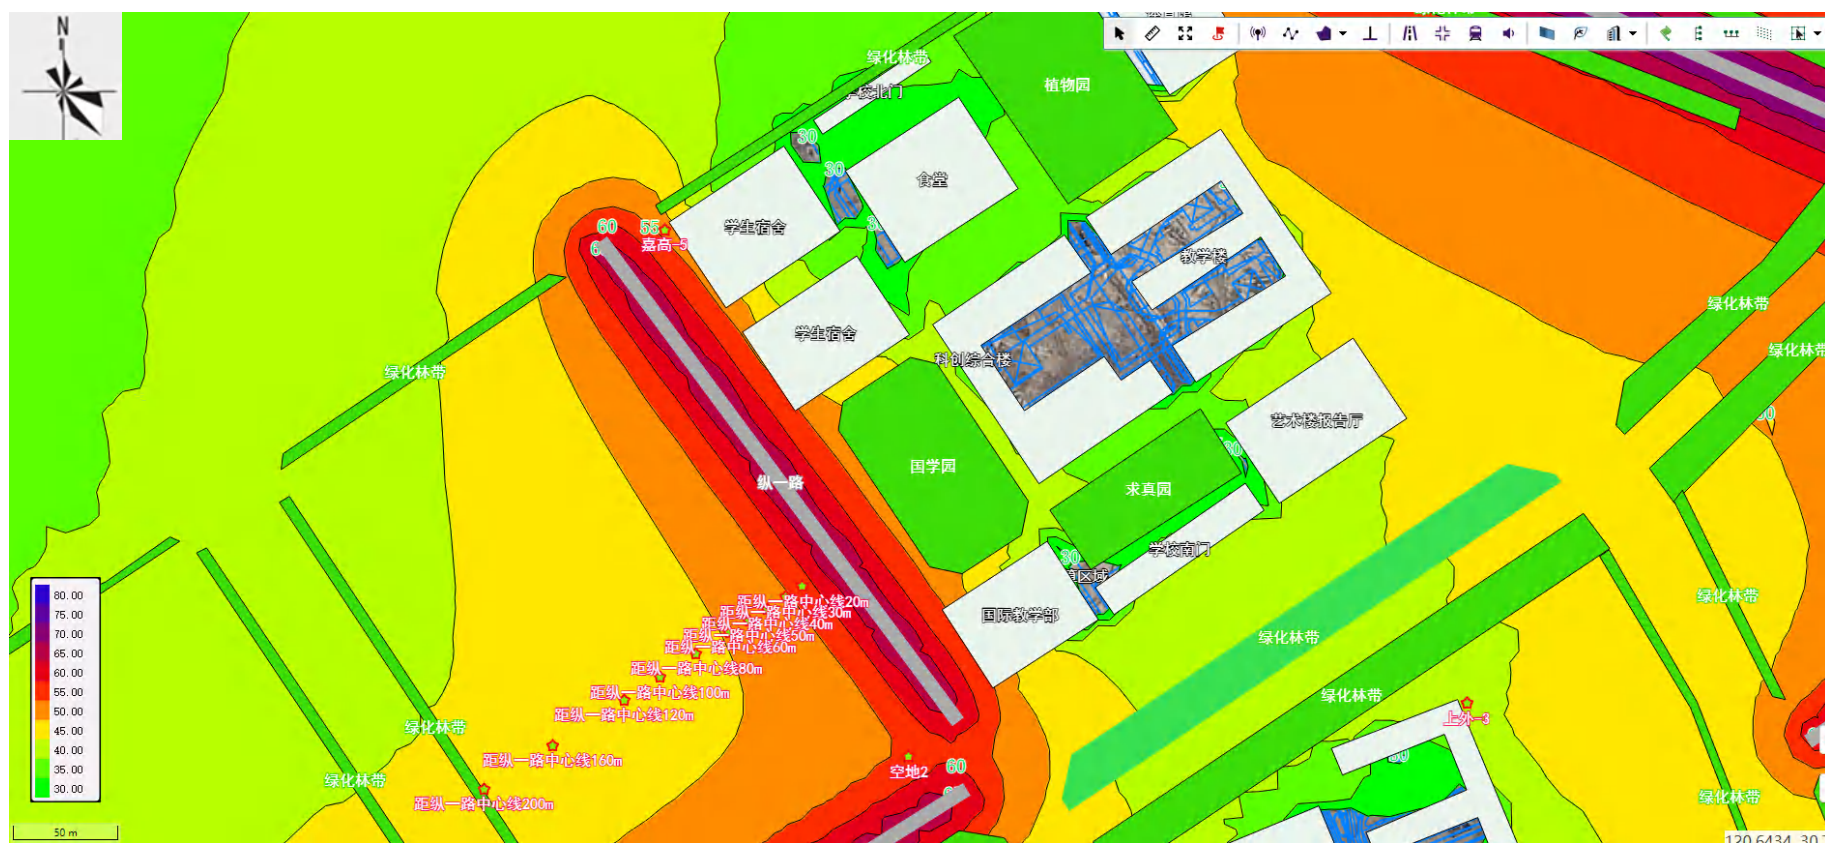 N
绿化林带
学校北门
植物园
30
30
食堂
学生宿舍
60
55
嘉高-5
教学楼
绿化林带
学生宿舍
科创综合楼
绿化林带
绿化林带
艺术楼报告厅
国学园
纵一路
求真园
学校南门
30
区域
国际教学部
80.00
75.00
70.00
65.00
60.00
55.00
50.00
45.00
40.00
35.00
30.00
50 m
距纵一路中心线20m
距纵一路中心线30m
距纵一路中心线40m
距纵一路中心线50m
距纵一路中心线60m
距纵一路中心线80m
距纵一路中心线100m
距纵一路中心线120m
距纵一路中心线160m
距纵一路中心线200m
绿化林带
绿化林带
绿化林带
绿化林带
绿化林带
上外-3
空地2
60
30
绿化林带
120.6434, 30.